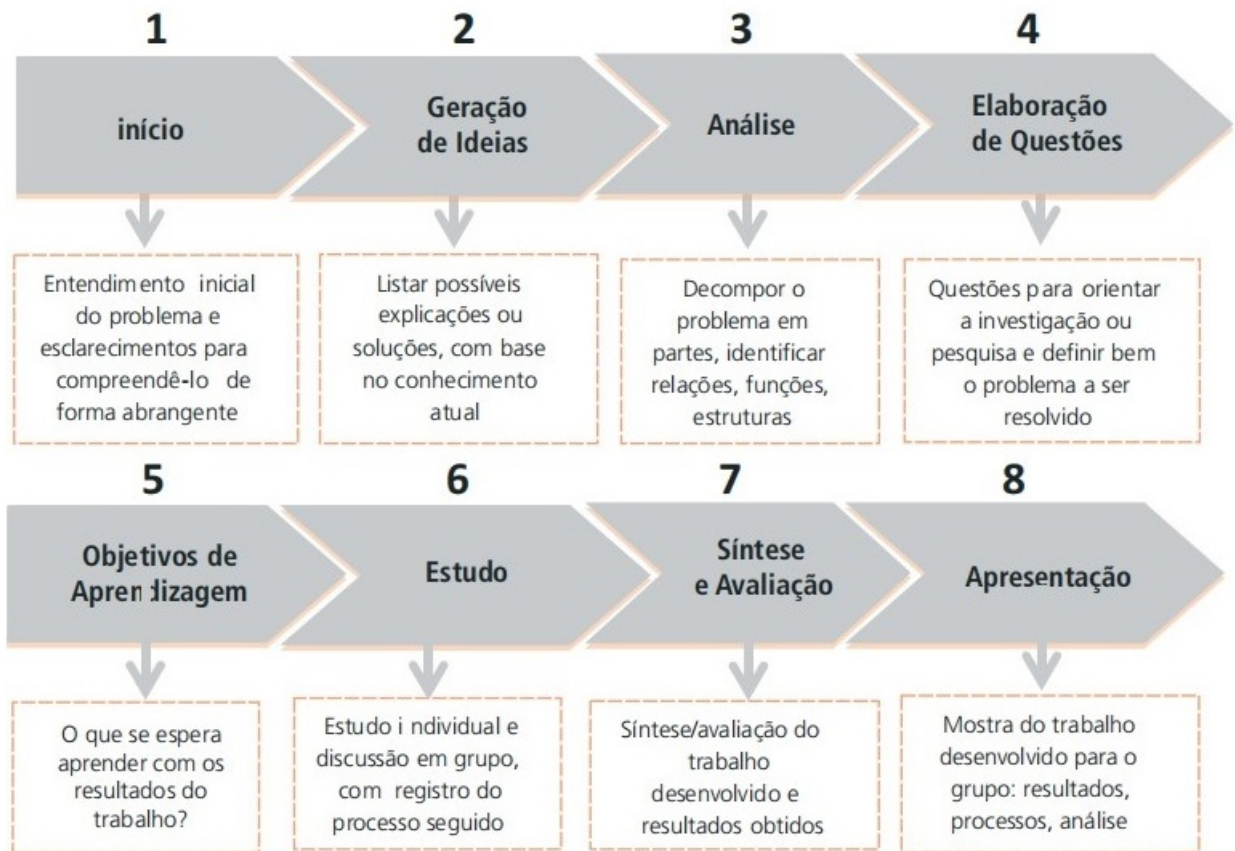 1
2
3
4
início
Geração
de Ideias
Análise
Elaboração
de Questões
Entendimento inicial
do problema e
esclarecimentos para
compreendê-lo de
forma abrangente
Listar possíveis
explicações ou
soluções, com base
no conhecimento
atual
Decompor o
problema em
partes, identificar
relações, funções,
estruturas
Questões para orientar
a investigação ou
pesquisa e definir bem
o problema a ser
resolvido
5
6
7
8
Objetivos de
Aprendizagem
Estudo
Síntese
e Avaliação
Apresentação
O que se espera
aprender com os
resultados do
trabalho?
Estudo i ndividual e
discussão em grupo,
com registro do
processo seguido
Síntese/avaliação do
trabalho
desenvolvido e
resultados obtidos
Mostra do trabalho
desenvolvido para o
grupo: resultados,
processos, análise